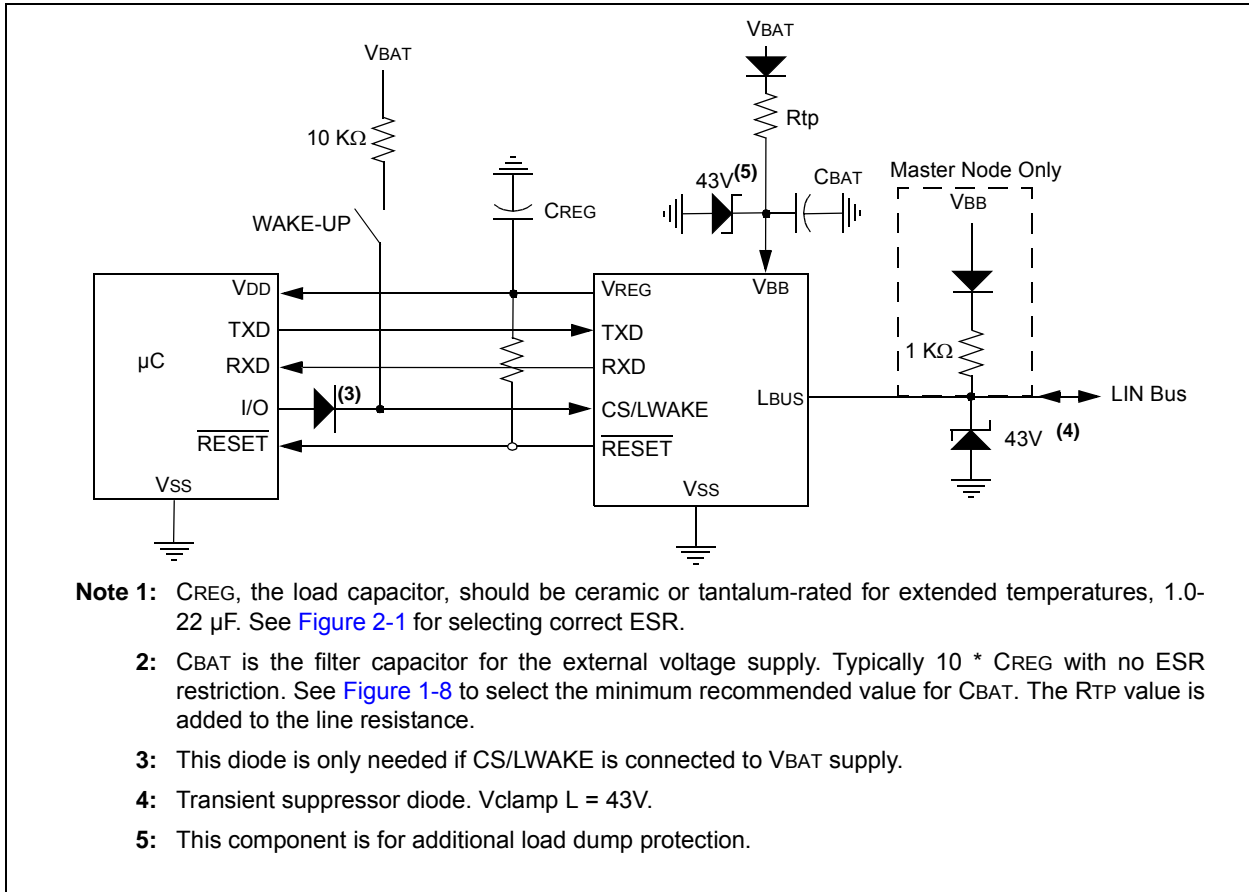 VBAT
VBAT
10 KΩ
Rtp
43V(5)
CBAT
Master Node Only
VBB
WAKE-UP
CREG
VDD
VREG
VBB
TXD
TXD
µC
RXD
RXD
1 KΩ
I/O
(3)
CS/LWAKE
LBUS
LIN Bus
RESET
RESET
43V (4)
VSS
VSS
Note 1: CREG, the load capacitor, should be ceramic or tantalum-rated for extended temperatures, 1.0-
22 µF. See Figure 2-1 for selecting correct ESR.
2: CBAT is the filter capacitor for the external voltage supply. Typically 10 * CREG with no ESR
restriction. See Figure 1-8 to select the minimum recommended value for CBAT. The RTP value is
added to the line resistance.
3: This diode is only needed if CS/LWAKE is connected to VBAT supply.
4: Transient suppressor diode. Vclamp L = 43V.
5: This component is for additional load dump protection.